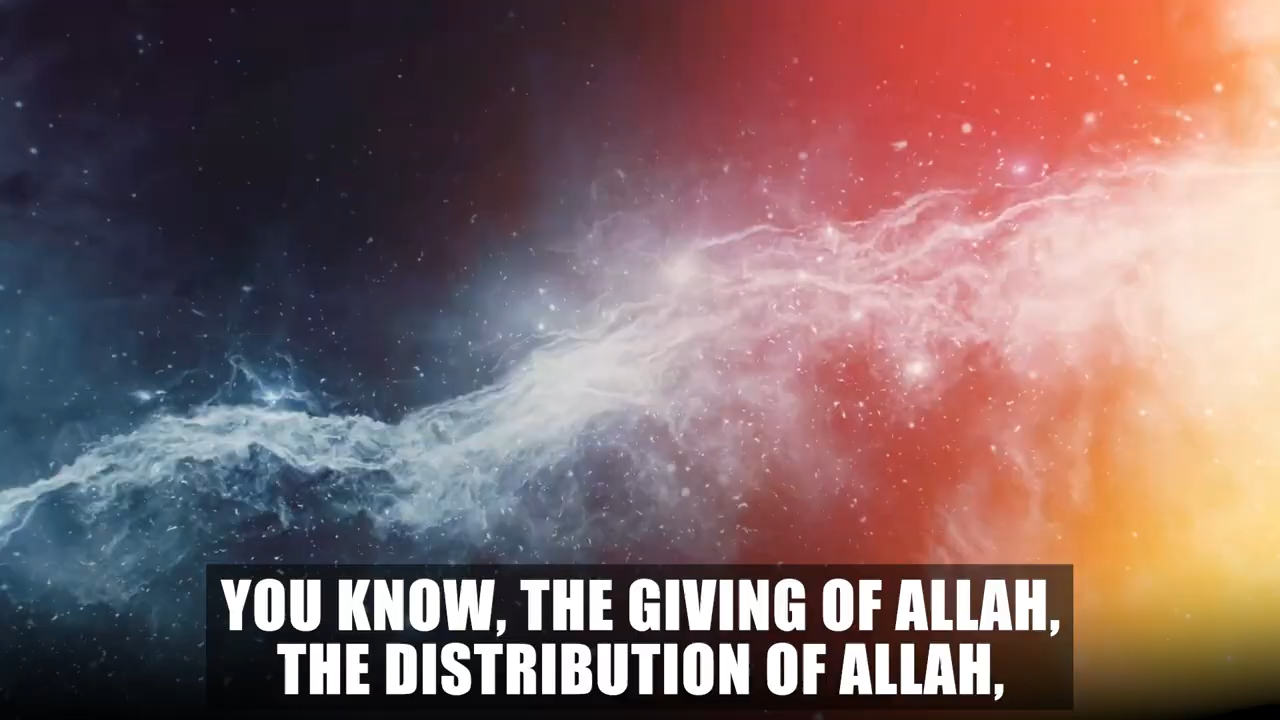 YOU KNOW, THE GIVING OF ALLAH,
THE DISTRIBUTION OF ALLAH,